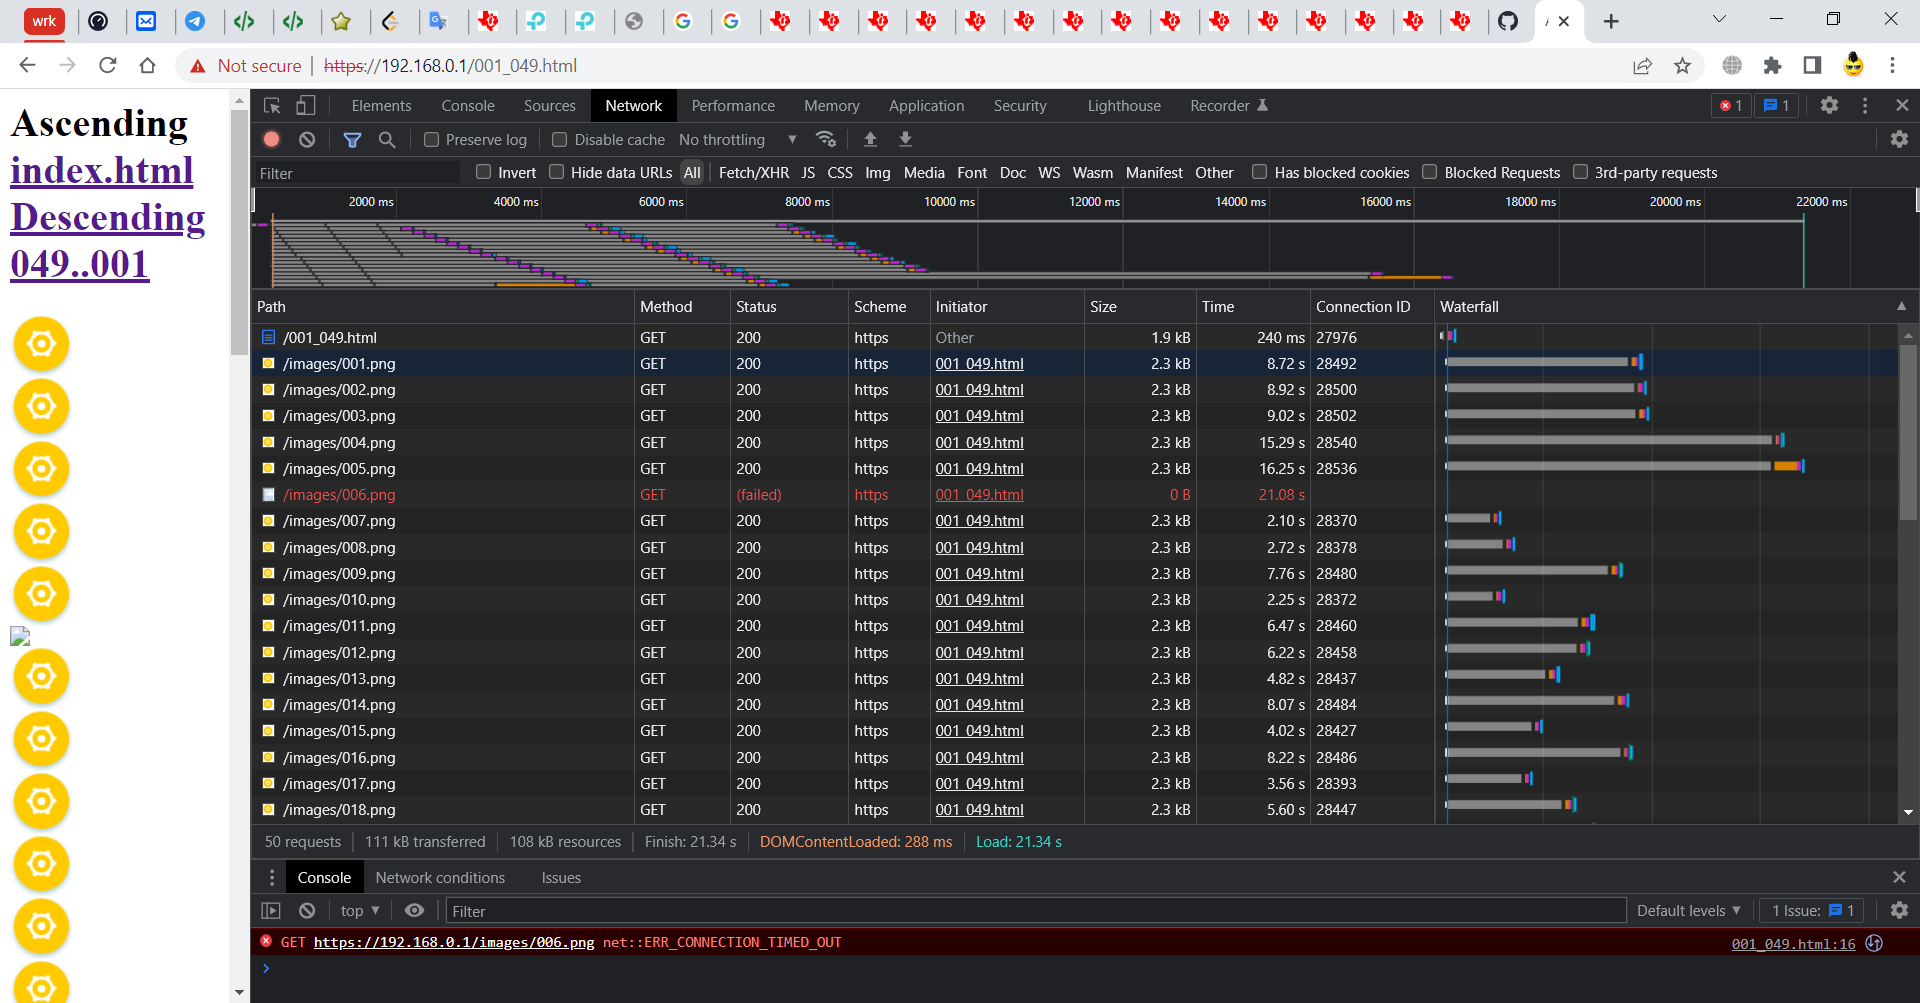 wrk
Not secure
https://192.168.0.1/001_049.html
Ascending
index.html
Descending
049..001
Elements Console Sources Network Performance Memory Application Security Lighthouse Recorder 1 1
Preserve log Disable cache No throttling
Filter Invert Hide data URLs All Fetch/XHR JS CSS Img Media Font Doc WS Wasm Manifest Other Has blocked cookies Blocked Requests 3rd-party requests
2000 ms 4000 ms 6000 ms 8000 ms 10000 ms 12000 ms 14000 ms 16000 ms 18000 ms 20000 ms 22000 ms
Path Method Status Scheme Initiator Size Time Connection ID Waterfall
/001_049.html GET 200 https Other 1.9 kB 240 ms 27976
/images/001.png GET 200 https 001_049.html 2.3 kB 8.72 s 28492
/images/002.png GET 200 https 001_049.html 2.3 kB 8.92 s 28500
/images/003.png GET 200 https 001_049.html 2.3 kB 9.02 s 28502
/images/004.png GET 200 https 001_049.html 2.3 kB 15.29 s 28540
/images/005.png GET 200 https 001_049.html 2.3 kB 16.25 s 28536
/images/006.png GET (failed) https 001_049.html 0 B 21.08 s
/images/007.png GET 200 https 001_049.html 2.3 kB 2.10 s 28370
/images/008.png GET 200 https 001_049.html 2.3 kB 2.72 s 28378
/images/009.png GET 200 https 001_049.html 2.3 kB 7.76 s 28480
/images/010.png GET 200 https 001_049.html 2.3 kB 2.25 s 28372
/images/011.png GET 200 https 001_049.html 2.3 kB 6.47 s 28460
/images/012.png GET 200 https 001_049.html 2.3 kB 6.22 s 28458
/images/013.png GET 200 https 001_049.html 2.3 kB 4.82 s 28437
/images/014.png GET 200 https 001_049.html 2.3 kB 8.07 s 28484
/images/015.png GET 200 https 001_049.html 2.3 kB 4.02 s 28427
/images/016.png GET 200 https 001_049.html 2.3 kB 8.22 s 28486
/images/017.png GET 200 https 001_049.html 2.3 kB 3.56 s 28393
/images/018.png GET 200 https 001_049.html 2.3 kB 5.60 s 28447
50 requests 111 kB transferred 108 kB resources Finish: 21.34 s DOMContentLoaded: 288 ms Load: 21.34 s
Console Network conditions Issues
top Filter Default levels 1 Issue: 1
GET https://192.168.0.1/images/006.png net::ERR_CONNECTION_TIMED_OUT 001_049.html:16